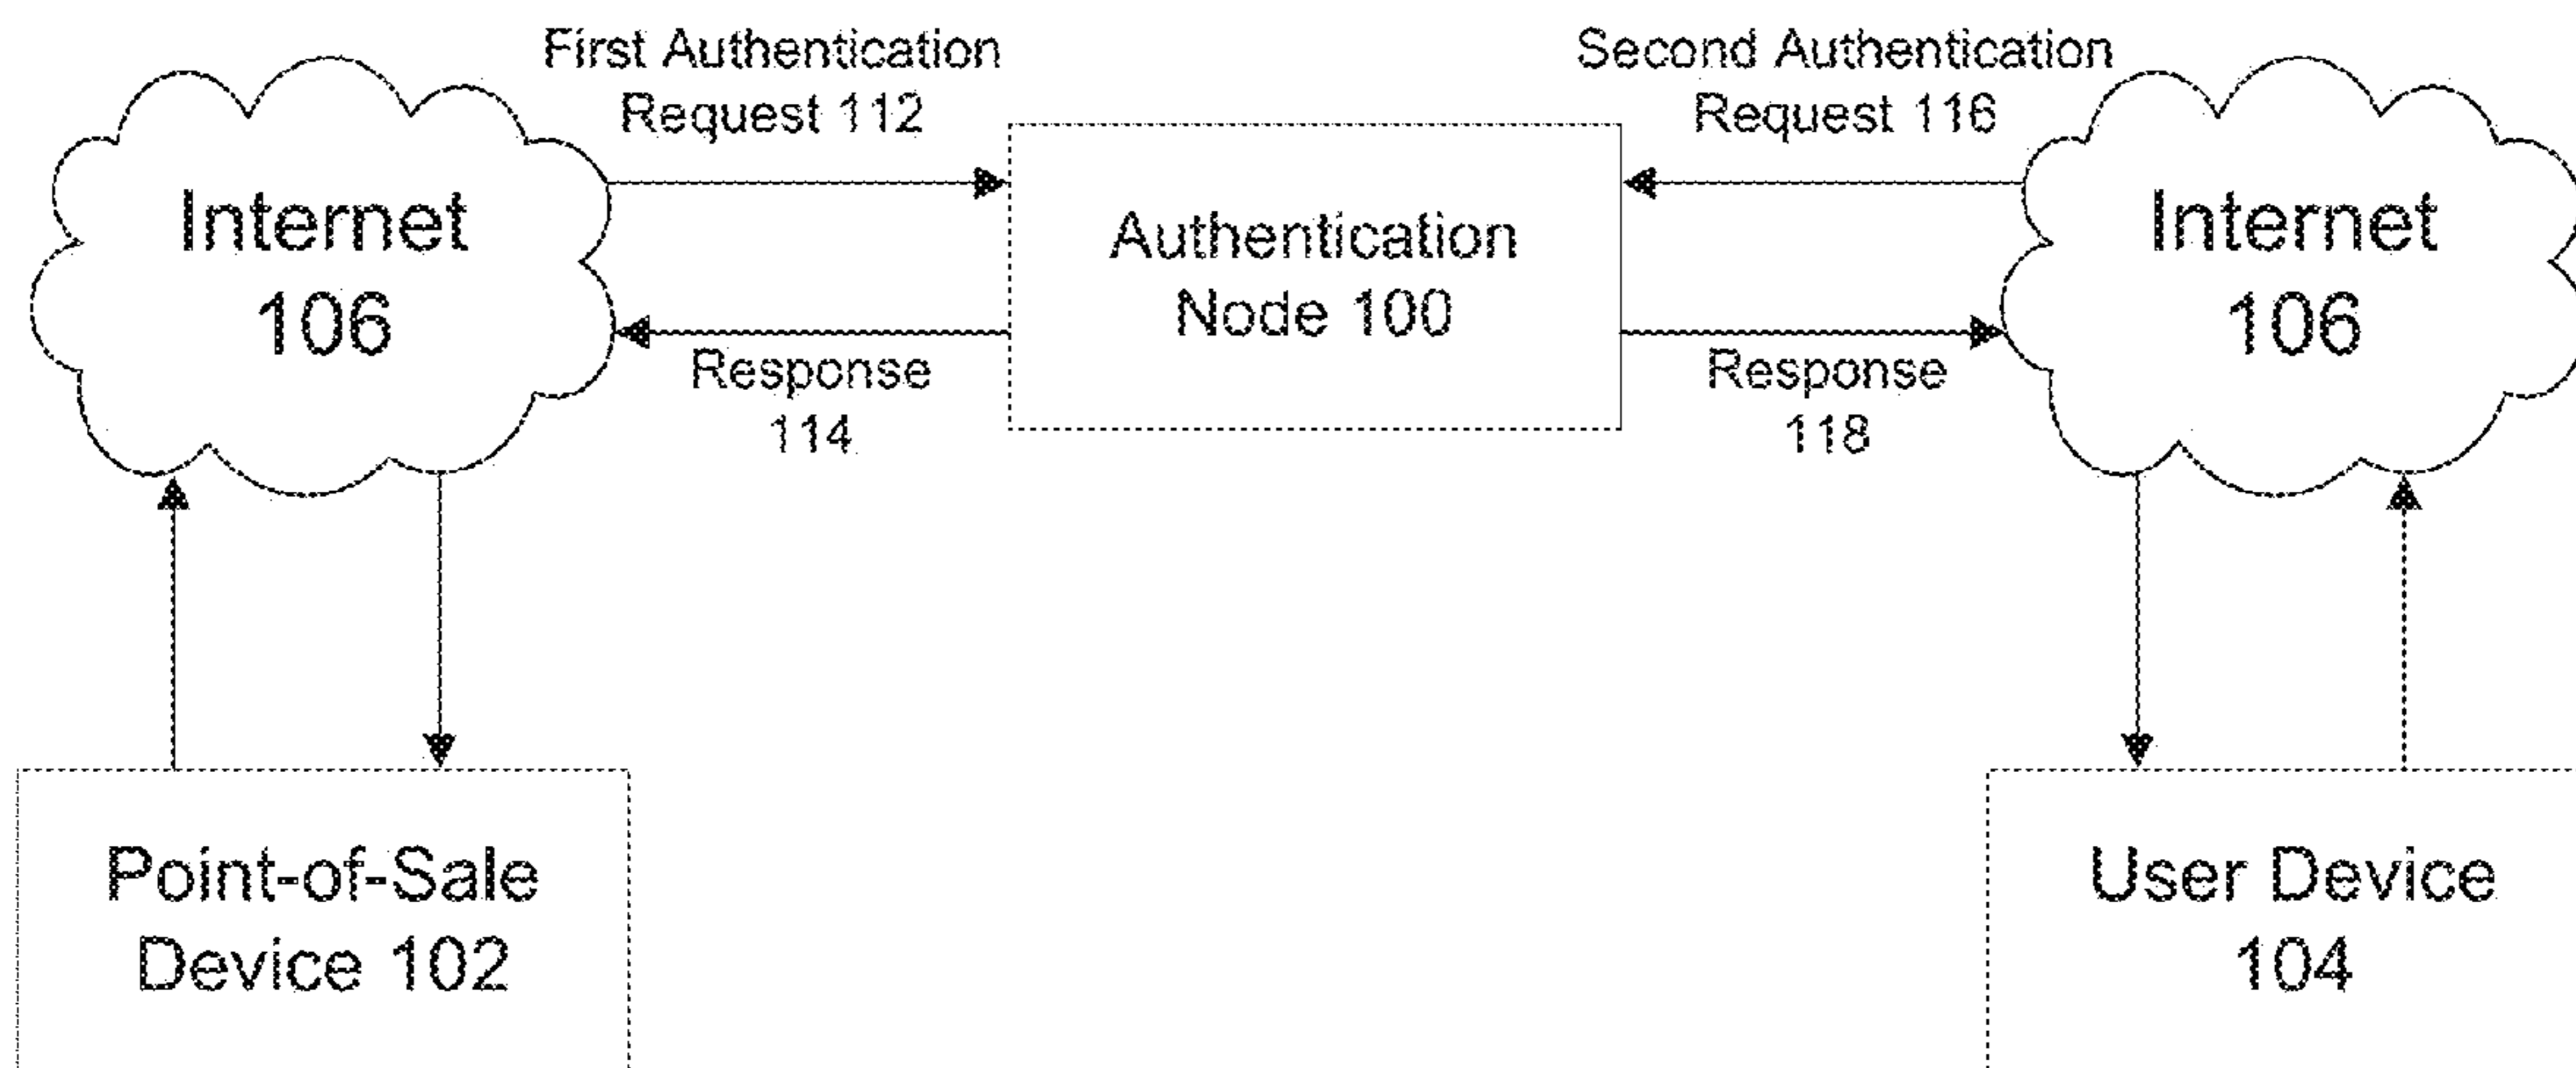 First Authentication
Request 112
Second Authentication
Request 116
Internet
106
Authentication
Node 100
Internet
106
Response
114
Response
118
Point-of-Sale
Device 102
User Device
104